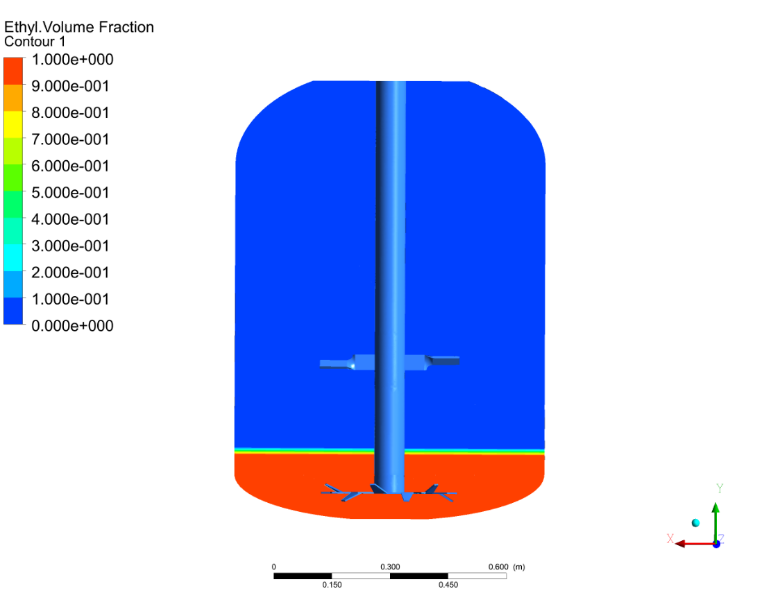 Ethyl.Volume Fraction
Contour 1
1.000e+000
9.000e-001
8.000e-001
7.000e-001
6.000e-001
5.000e-001
4.000e-001
3.000e-001
2.000e-001
1.000e-001
0.000e+000
Y
X
Z
0 0.300 0.600 (m)
0.150 0.450